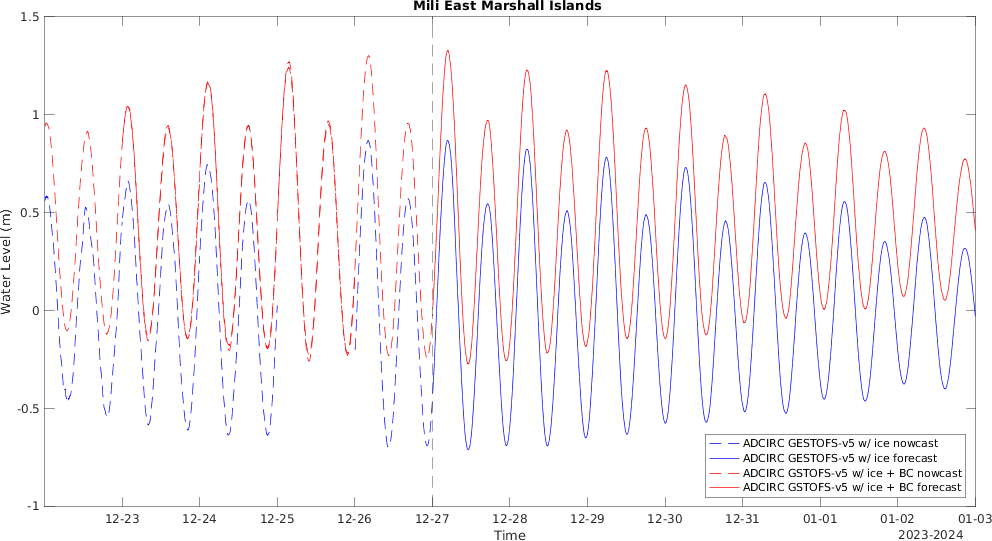 Mili East Marshall Islands
1.5
1
0.5
0
-0.5
-1
Water Level (m)
12-23 12-24 12-25 12-26 12-27 12-28 12-29 12-30 12-31 01-01 01-02 01-03
Time
2023-2024
ADCIRC GESTOFS-v5 w/ ice nowcast
ADCIRC GESTOFS-v5 w/ ice forecast
ADCIRC GSTOFS-v5 w/ ice + BC nowcast
ADCIRC GSTOFS-v5 w/ ice + BC forecast